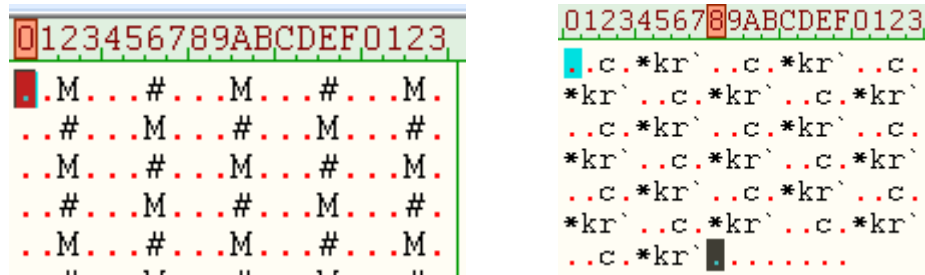 0123456789ABCDEF0123
..M...#...M...#...M.
..#...M...#...M...#.
..M...#...M...#...M.
..#...M...#...M...#.
..M...#...M...#...M.
0123456789ABCDEF0123
..c.*kr`..c.*kr`..c.
*kr`..c.*kr`..c.*kr`
..c.*kr`..c.*kr`..c.
*kr`..c.*kr`..c.*kr`
..c.*kr`..c.*kr`..c.
*kr`..c.*kr`..c.*kr`
..c.*kr`........